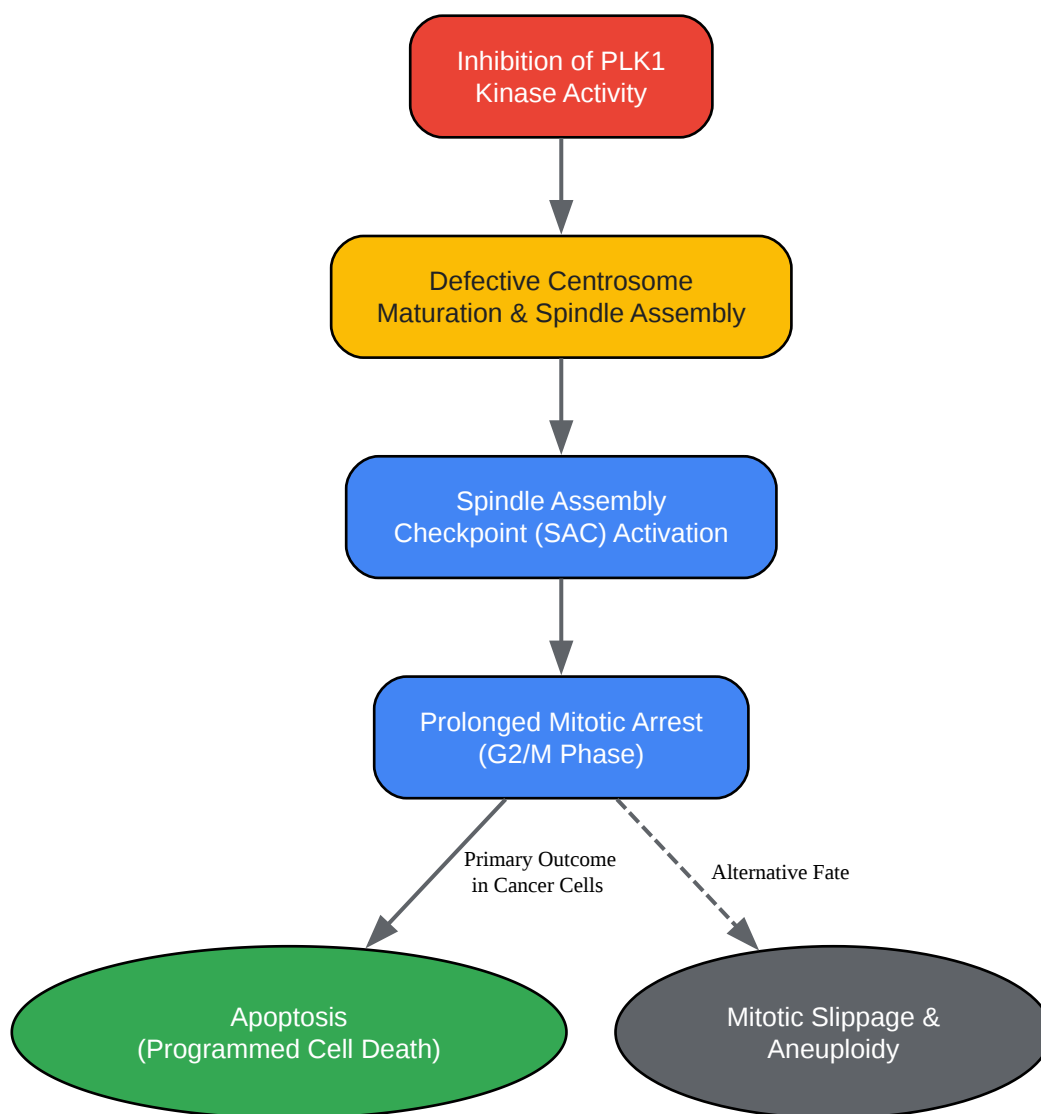 Inhibition of PLK1
Kinase Activity
Defective Centrosome
Maturation & Spindle Assembly
Spindle Assembly
Checkpoint (SAC) Activation
Prolonged Mitotic Arrest
(G2/M Phase)
Primary Outcome
in Cancer Cells
Alternative Fate
Apoptosis
(Programmed Cell Death)
Mitotic Slippage &
Aneuploidy